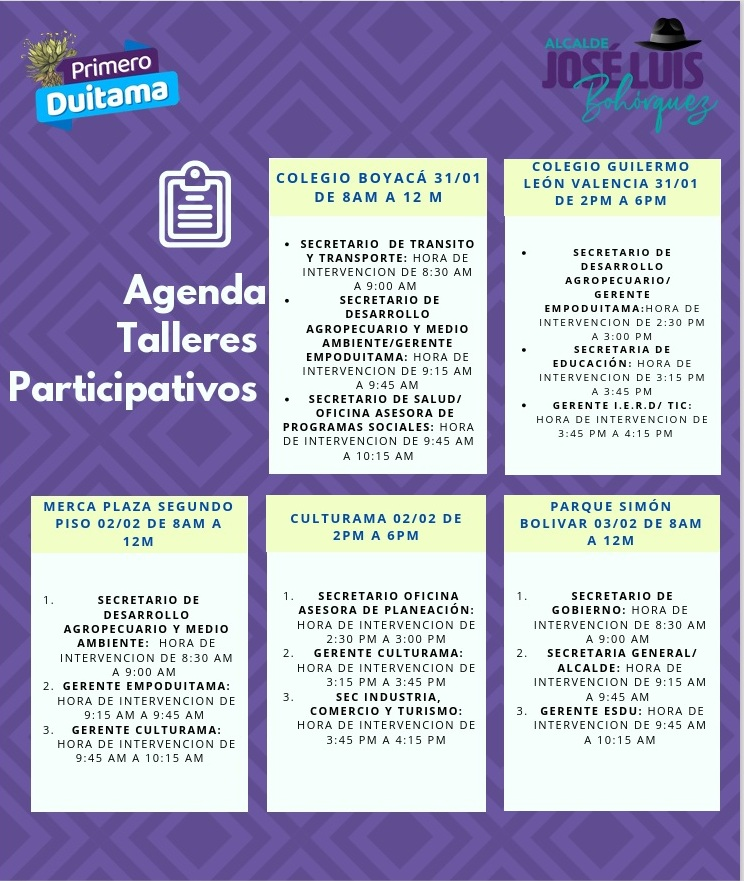 Primero
Duitama
ALCALDE
JOSÉ LUIS
Bohórquez
Agenda
Talleres
Participativos
COLEGIO BOYACÁ 31/01
DE 8AM A 12 M
• SECRETARIO DE TRANSITO
Y TRANSPORTE: HORA DE
INTERVENCION DE 8:30 AM
A 9:00 AM
• SECRETARIO DE
DESARROLLO
AGROPECUARIO Y MEDIO
AMBIENTE/GERENTE
EMPODUITAMA: HORA DE
INTERVENCION DE 9:15 AM
A 9:45 AM
• SECRETARIO DE SALUD/
OFICINA ASESORA DE
PROGRAMAS SOCIALES: HORA
DE INTERVENCION DE 9:45 AM
A 10:15 AM
COLEGIO GUILERMO
LEÓN VALENCIA 31/01
DE 2PM A 6PM
• SECRETARIO DE
DESARROLLO
AGROPECUARIO/
GERENTE
EMPODUITAMA:HORA DE
INTERVENCION DE 2:30 PM
A 3:00 PM
• SECRETARIA DE
EDUCACIÓN: HORA DE
INTERVENCION DE 3:15 PM
A 3:45 PM
• GERENTE I.E.R.D/ TIC:
HORA DE INTERVENCION DE
3:45 PM A 4:15 PM
MERCA PLAZA SEGUNDO
PISO 02/02 DE 8AM A
12M
1. SECRETARIO DE
DESARROLLO
AGROPECUARIO Y MEDIO
AMBIENTE: HORA DE
INTERVENCION DE 8:30 AM
A 9:00 AM
2. GERENTE EMPODUITAMA:
HORA DE INTERVENCION DE
9:15 AM A 9:45 AM
3. GERENTE CULTURAMA:
HORA DE INTERVENCION DE
9:45 AM A 10:15 AM
CULTURAMA 02/02 DE
2PM A 6PM
1. SECRETARIO OFICINA
ASESORA DE PLANEACIÓN:
HORA DE INTERVENCION DE
2:30 PM A 3:00 PM
2. GERENTE CULTURAMA:
HORA DE INTERVENCION DE
3:15 PM A 3:45 PM
3. SEC INDUSTRIA,
COMERCIO Y TURISMO:
HORA DE INTERVENCION DE
3:45 PM A 4:15 PM
PARQUE SIMÓN
BOLIVAR 03/02 DE 8AM
A 12M
1. SECRETARIO DE
GOBIERNO: HORA DE
INTERVENCION DE 8:30 AM
A 9:00 AM
2. SECRETARIA GENERAL/
ALCALDE: HORA DE
INTERVENCION DE 9:15 AM
A 9:45 AM
3. GERENTE ESDU: HORA DE
INTERVENCION DE 9:45 AM
A 10:15 AM